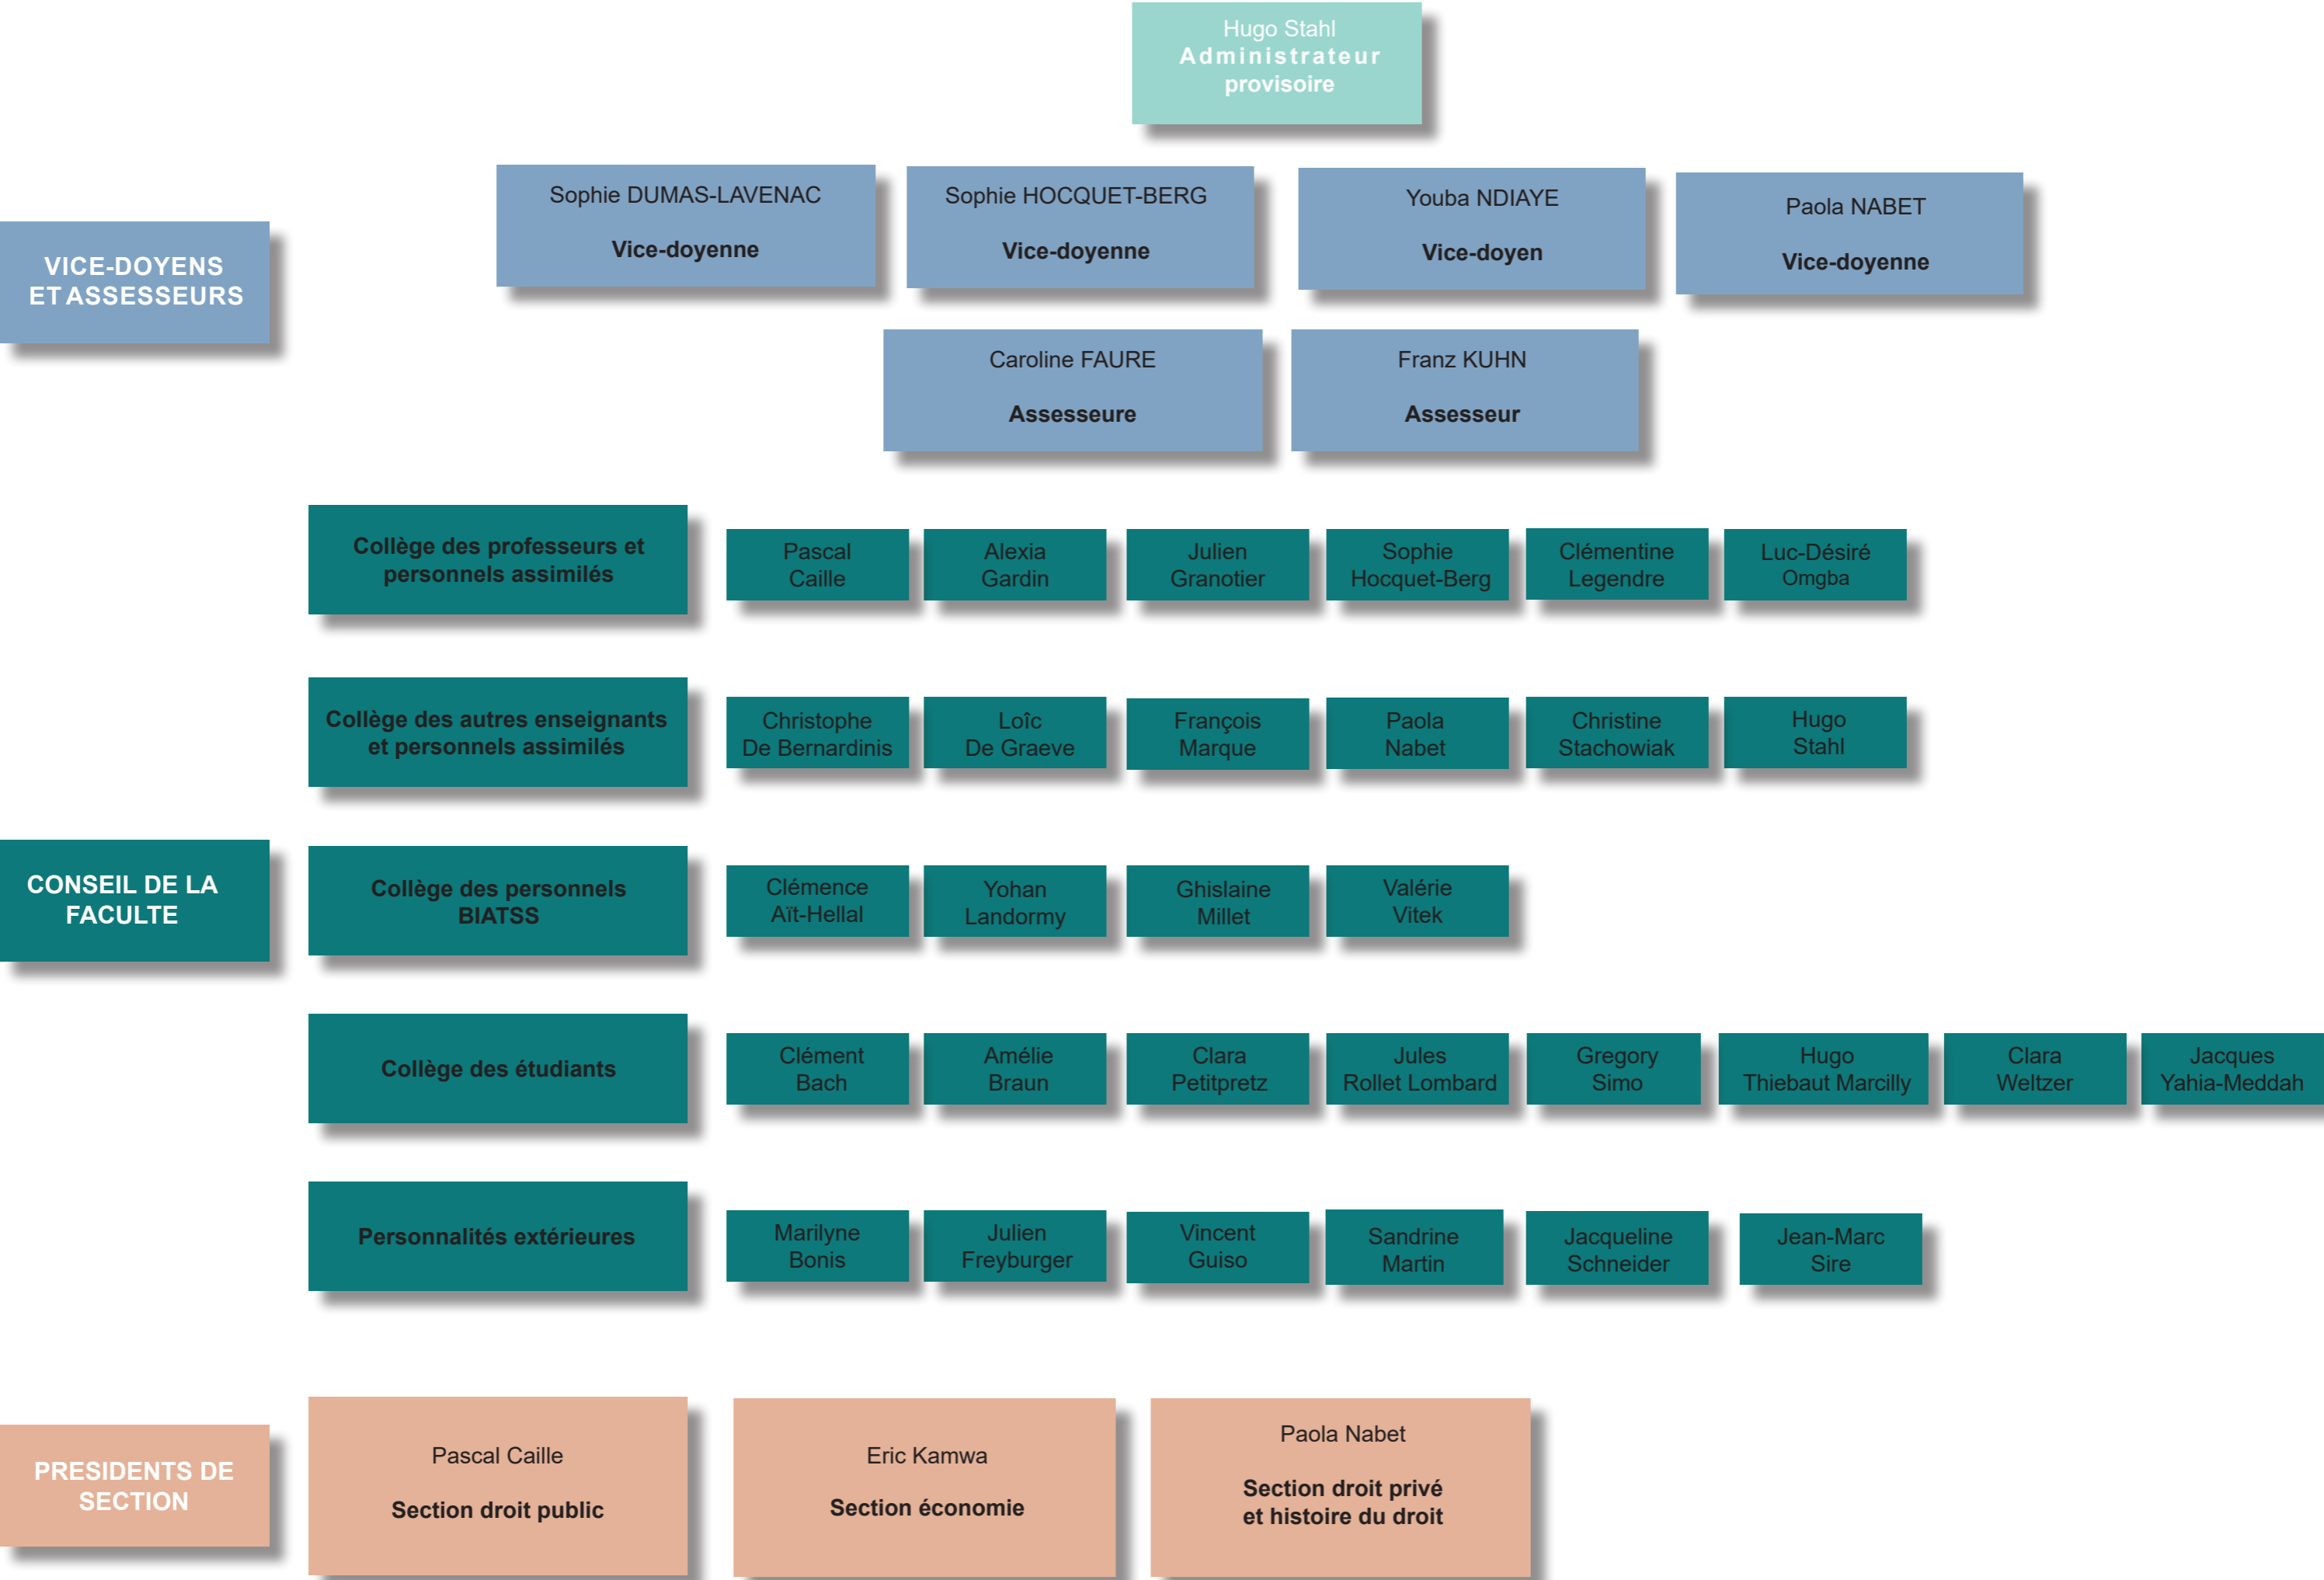 Hugo Stahl
Administrateur
provisoire
Sophie DUMAS-LAVENAC
Vice-doyenne
Sophie HOCQUET-BERG
Vice-doyenne
Youba NDIAYE
Vice-doyen
Paola NABET
Vice-doyenne
VICE-DOYENS
ET ASSESSEURS
Caroline FAURE
Assesseure
Franz KUHN
Assesseur
Collège des professeurs et
personnels assimilés
Pascal
Caille
Alexia
Gardin
Julien
Granotier
Sophie
Hocquet-Berg
Clémentine
Legendre
Luc-Désiré
Omgba
Collège des autres enseignants
et personnels assimilés
Christophe
De Bernardinis
Loîc
De Graeve
François
Marque
Paola
Nabet
Christine
Stachowiak
Hugo
Stahl
CONSEIL DE LA
FACULTE
Collège des personnels
BIATSS
Clémence
Aït-Hellal
Yohan
Landormy
Ghislaine
Millet
Valérie
Vitek
Collège des étudiants
Clément
Bach
Amélie
Braun
Clara
Petitpretz
Jules
Rollet Lombard
Gregory
Simo
Hugo
Thiebaut Marcilly
Clara
Weltzer
Jacques
Yahia-Meddah
Personnalités extérieures
Marilyne
Bonis
Julien
Freyburger
Vincent
Guiso
Sandrine
Martin
Jacqueline
Schneider
Jean-Marc
Sire
PRESIDENTS DE
SECTION
Pascal Caille
Section droit public
Eric Kamwa
Section économie
Paola Nabet
Section droit privé
et histoire du droit